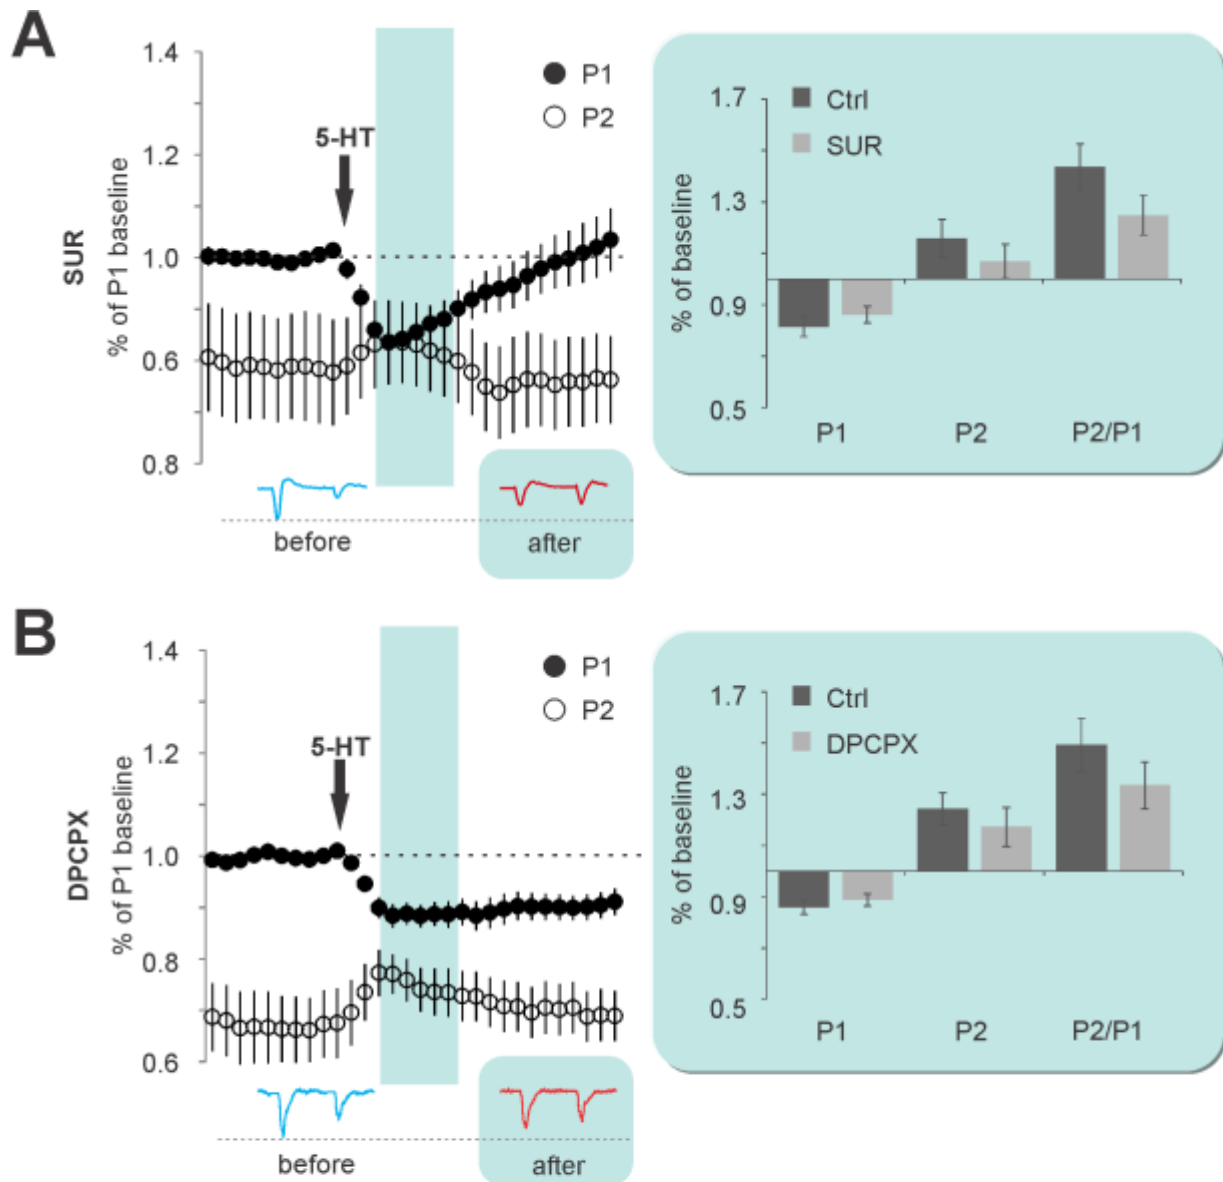 A
SUR
% of P1 baseline
1.4
1.2
1.0
0.6
0.8
5-HT
P1
P2
before
after
% of baseline
1.7
1.3
0.9
0.5
Ctrl
SUR
P1
P2
P2/P1
B
DPCPX
% of P1 baseline
1.4
1.2
1.0
0.8
0.6
5-HT
P1
P2
before
after
% of baseline
1.7
1.3
0.9
0.5
Ctrl
DPCPX
P1
P2
P2/P1